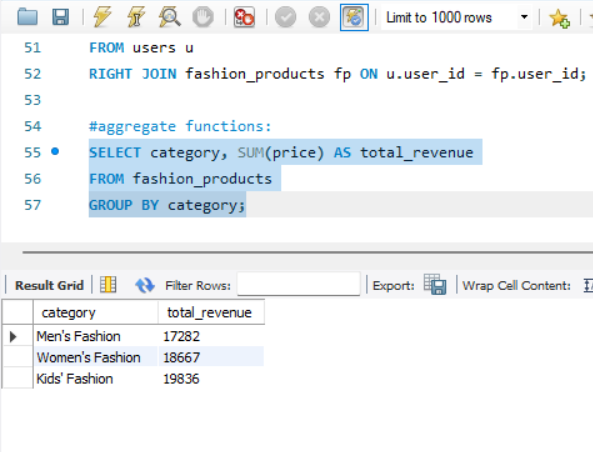 Limit to 1000 rows
51 FROM users u
52 RIGHT JOIN fashion_products fp ON u.user_id = fp.user_id;
53
54 #aggregate functions:
55 SELECT category, SUM(price) AS total_revenue
56 FROM fashion_products
57 GROUP BY category;
Result Grid Filter Rows: Export: Wrap Cell Content:
category total_revenue
Men's Fashion 17282
Women's Fashion 18667
Kids' Fashion 19836